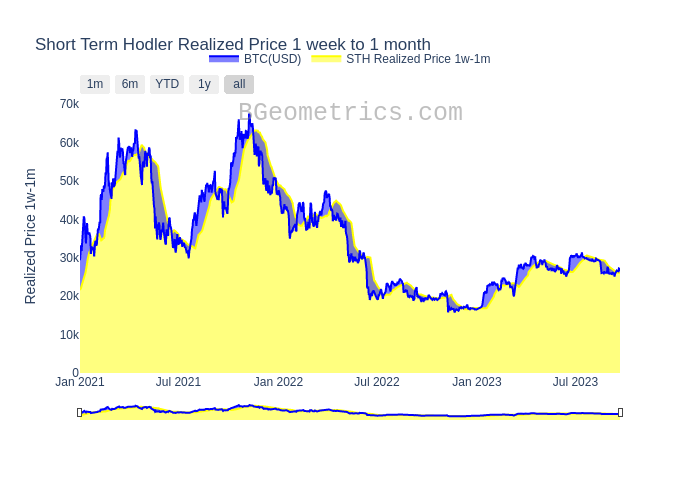 Short Term Hodler Realized Price 1 week to 1 month
BTC(USD) STH Realized Price 1w-1m
1m 6m YTD 1y all
BGeometrics.com
Realized Price 1w-1m
70k
60k
50k
40k
30k
20k
10k
0
Jan 2021 Jul 2021 Jan 2022 Jul 2022 Jan 2023 Jul 2023